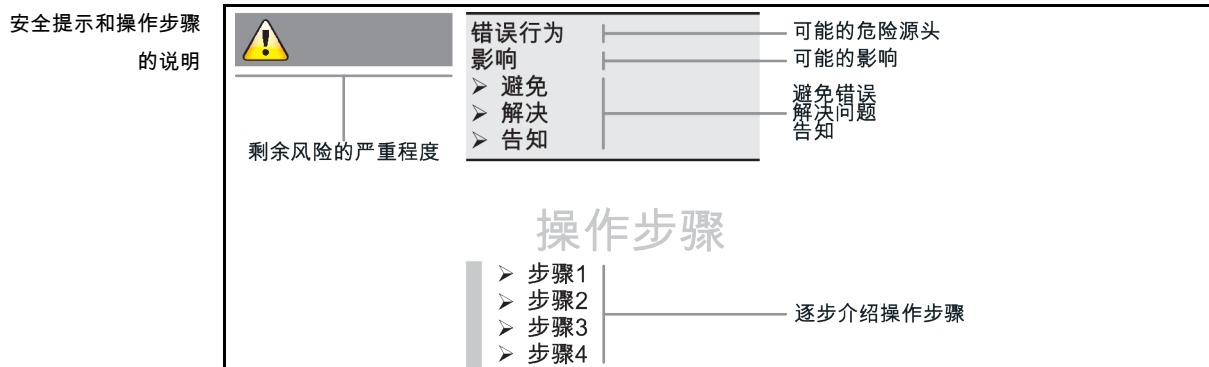 安全提示和操作步骤
的说明
错误行为
可能的危险源头
影响
可能的影响
➢ 避免
➢ 解决
➢ 告知
避免错误
解决问题
告知
剩余风险的严重程度
操作步骤
➢ 步骤1
➢ 步骤2
➢ 步骤3
➢ 步骤4
逐步介绍操作步骤